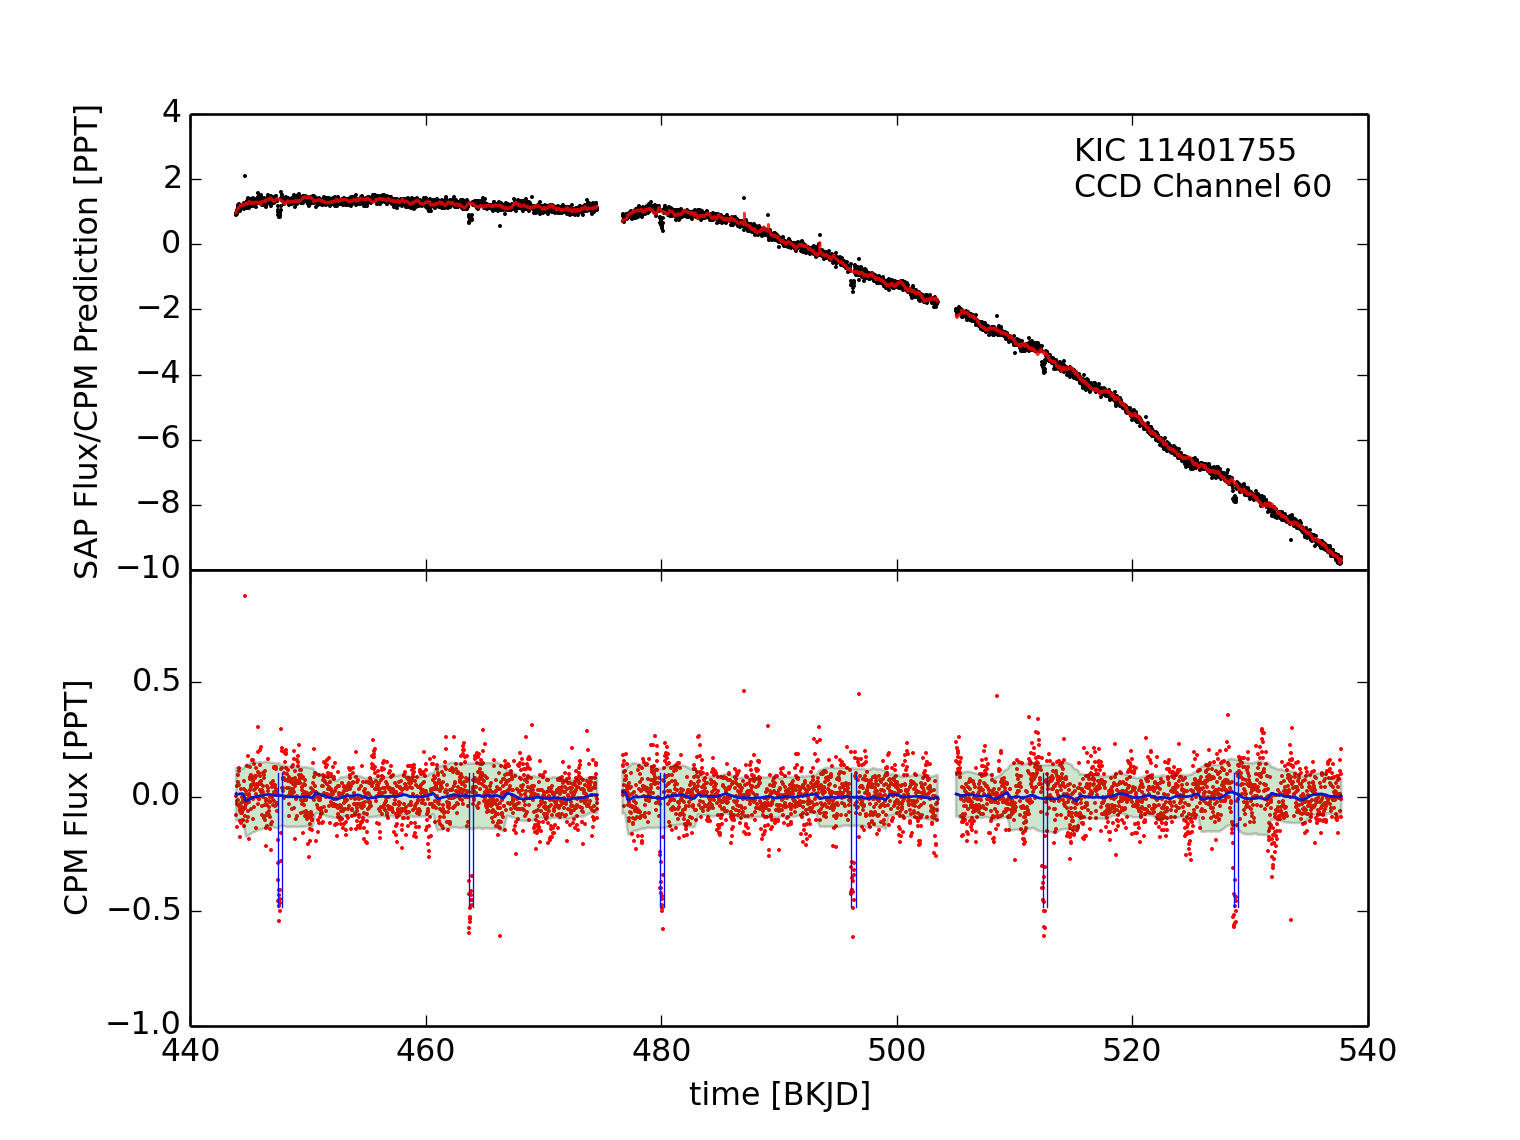 SAP Flux/CPM Prediction [PPT]
4
2
0
−2
−4
−6
−8
−10
KIC 11401755
CCD Channel 60
CPM Flux [PPT]
0.5
0.0
−0.5
−1.0
440 460 480 500 520 540
time [BKJD]